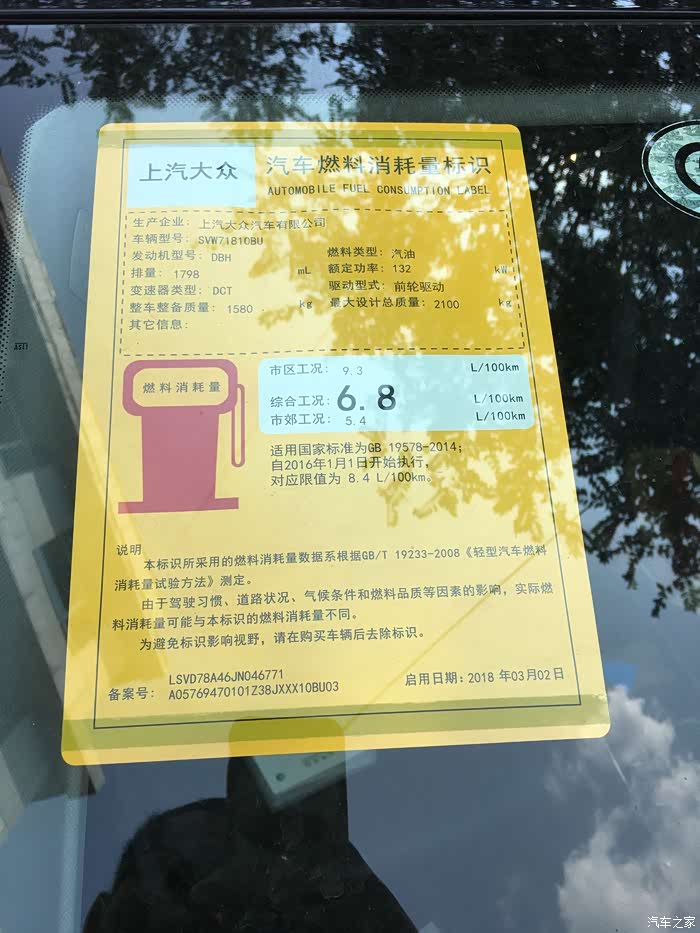 上汽大众
汽车燃料消耗量标识
AUTOMOBILE FUEL CONSUMPTION LABEL
生产企业: 上汽大众汽车有限公司
车辆型号: SVW71810BU
发动机型号: DBH 燃料类型: 汽油
排量: 1798 mL 额定功率: 132 kW
变速器类型: DCT 驱动型式: 前轮驱动
整车整备质量: 1580 kg 最大设计总质量: 2100 kg
其它信息:
燃料消耗量
市区工况: 9.3 L/100km
综合工况: 6.8 L/100km
市郊工况: 5.4 L/100km
适用国家标准为GB 19578-2014;
自2016年1月1日开始执行,
对应限值为 8.4 L/100km。
说明
本标识所采用的燃料消耗量数据系根据GB/T 19233-2008《轻型汽车燃料
消耗量试验方法》测定。
由于驾驶习惯、道路状况、气候条件和燃料品质等因素的影响, 实际燃
料消耗量可能与本标识的燃料消耗量不同。
为避免标识影响视野, 请在购买车辆后去除标识。
LSVD78A46JN046771
备案号: A05769470101Z38JXXX10BU03
启用日期: 2018 年03月02日
汽车之家